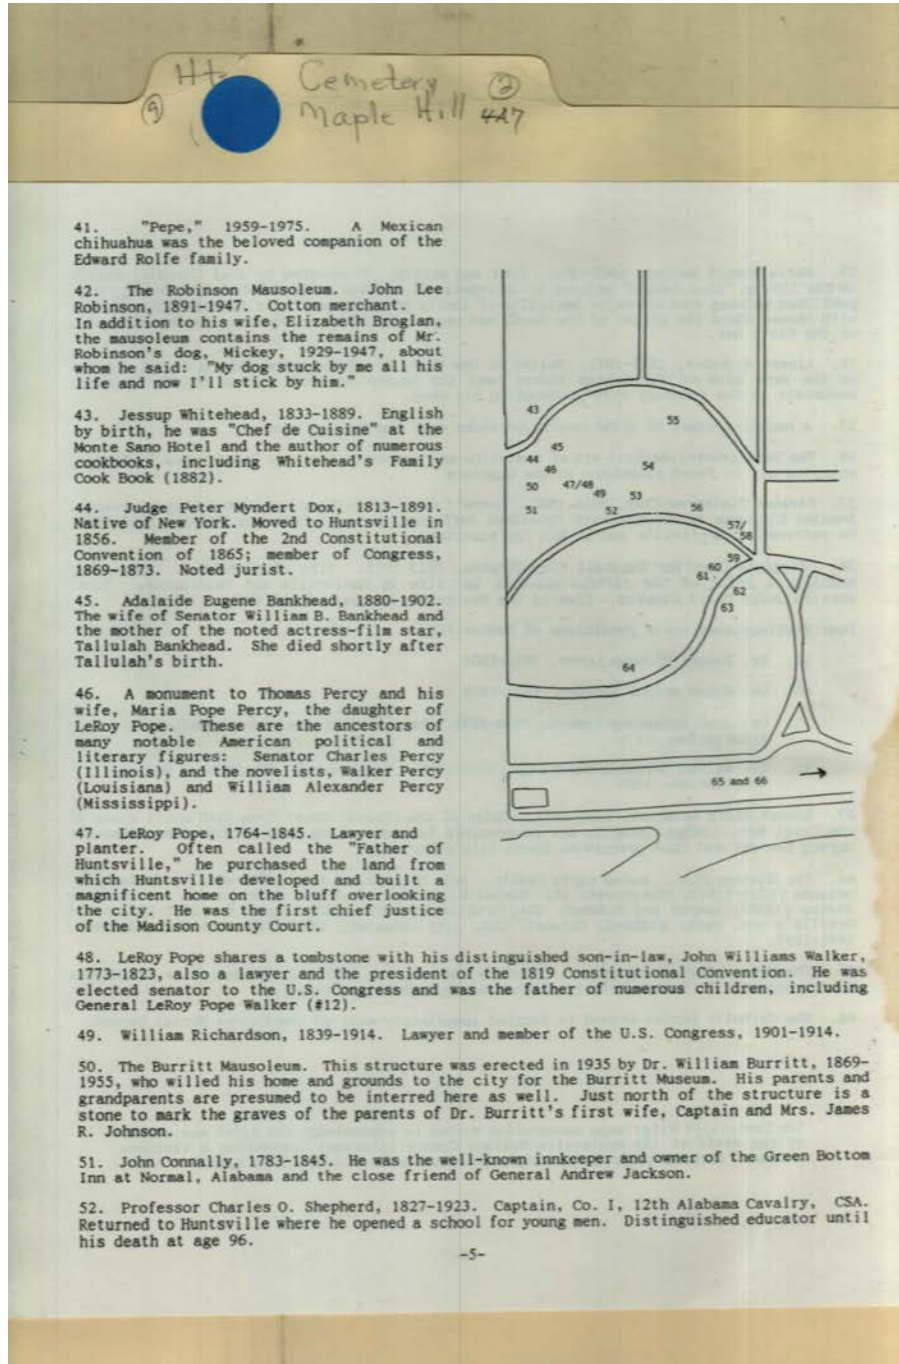 Ht-
Cemetery
Maple Hill
②
427
⑨
41. "Pepe," 1959-1975. A Mexican
chihuahua was the beloved companion of the
Edward Rolfe family.
42. The Robinson Mausoleum. John Lee
Robinson, 1891-1947. Cotton merchant.
In addition to his wife, Elizabeth Broglan,
the mausoleum contains the remains of Mr.
Robinson's dog, Mickey, 1929-1947, about
whom he said: "My dog stuck by me all his
life and now I'll stick by him."
43. Jessup Whitehead, 1833-1889. English
by birth, he was "Chef de Cuisine" at the
Monte Sano Hotel and the author of numerous
cookbooks, including Whitehead's Family
Cook Book (1882).
44. Judge Peter Myndert Dox, 1813-1891.
Native of New York. Moved to Huntsville in
1856. Member of the 2nd Constitutional
Convention of 1865; member of Congress,
1869-1873. Noted jurist.
45. Adalaide Eugene Bankhead, 1880-1902.
The wife of Senator William B. Bankhead and
the mother of the noted actress-film star,
Tallulah Bankhead. She died shortly after
Tallulah's birth.
46. A monument to Thomas Percy and his
wife, Maria Pope Percy, the daughter of
LeRoy Pope. These are the ancestors of
many notable American political and
literary figures: Senator Charles Percy
(Illinois), and the novelists, Walker Percy
(Louisiana) and William Alexander Percy
(Mississippi).
47. LeRoy Pope, 1764-1845. Lawyer and
planter. Often called the "Father of
Huntsville," he purchased the land from
which Huntsville developed and built a
magnificent home on the bluff overlooking
the city. He was the first chief justice
of the Madison County Court.
43
55
45
44
46
54
50
47/48
49
53
51
52
56
57/
58
59
60
61
62
63
64
65 and 66
48. LeRoy Pope shares a tombstone with his distinguished son-in-law, John Williams Walker,
1773-1823, also a lawyer and the president of the 1819 Constitutional Convention. He was
elected senator to the U.S. Congress and was the father of numerous children, including
General LeRoy Pope Walker (#12).
49. William Richardson, 1839-1914. Lawyer and member of the U.S. Congress, 1901-1914.
50. The Burritt Mausoleum. This structure was erected in 1935 by Dr. William Burritt, 1869-
1955, who willed his home and grounds to the city for the Burritt Museum. His parents and
grandparents are presumed to be interred here as well. Just north of the structure is a
stone to mark the graves of the parents of Dr. Burritt's first wife, Captain and Mrs. James
R. Johnson.
51. John Connally, 1783-1845. He was the well-known innkeeper and owner of the Green Bottom
Inn at Normal, Alabama and the close friend of General Andrew Jackson.
52. Professor Charles O. Shepherd, 1827-1923. Captain, Co. I, 12th Alabama Cavalry, CSA.
Returned to Huntsville where he opened a school for young men. Distinguished educator until
his death at age 96.
-5-